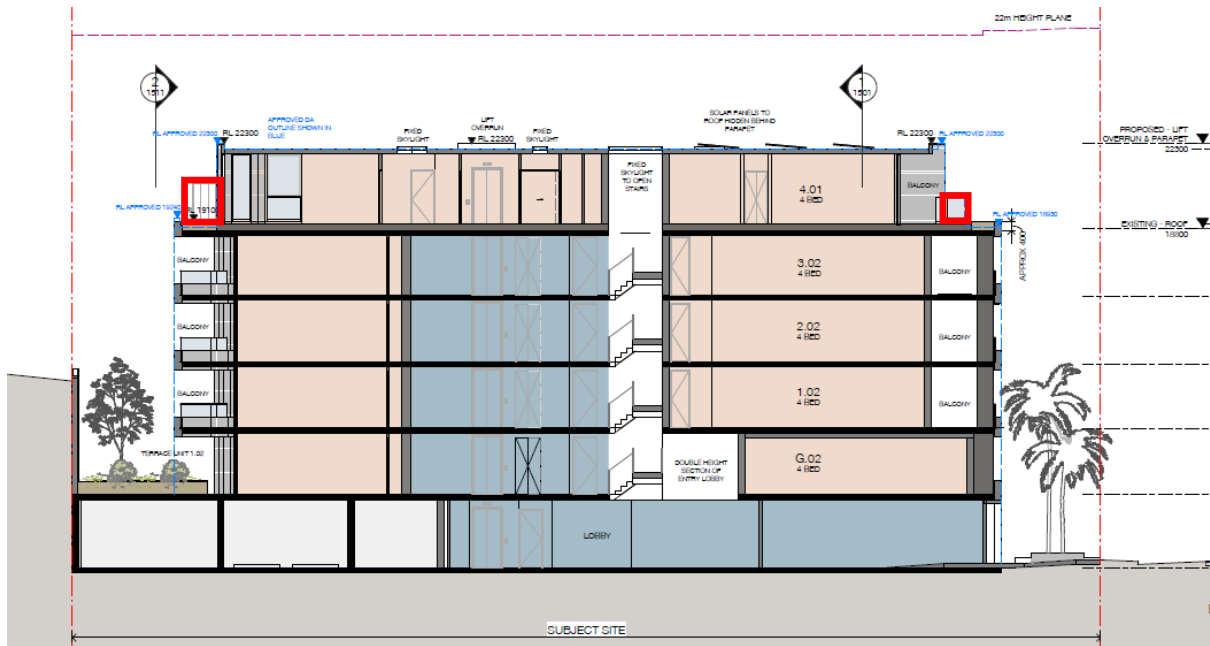 22m HEIGHT PLANE
2
1511
1
1501
APPROVED DA
OUTLINE SHOWN IN
BLUE
LIFT
OVERRUN
RL 22300
SOLAR PANELS TO
ROOF HIDDEN BEHIND
PARAPET
RL APPROVED 22300
RL 22300
FIXED
SKYLIGHT
FIXED
SKYLIGHT
RL 22300
RL APPROVED 22300
PROPOSED - LIFT
OVERRUN & PARAPET
22300
FIXED
SKYLIGHT
TO OPEN
STAIRS
4.01
4 BED
BALCONY
RL 1910
RL APPROVED
RL APPROVED
EXISTING - ROOF
18800
APPROX 400
BALCONY
3.02
4 BED
BALCONY
BALCONY
2.02
4 BED
BALCONY
BALCONY
1.02
4 BED
BALCONY
TERRACE UNIT 1.02
DOUBLE HEIGHT
SECTION OF
ENTRY LOBBY
G.02
4 BED
LOBBY
SUBJECT SITE